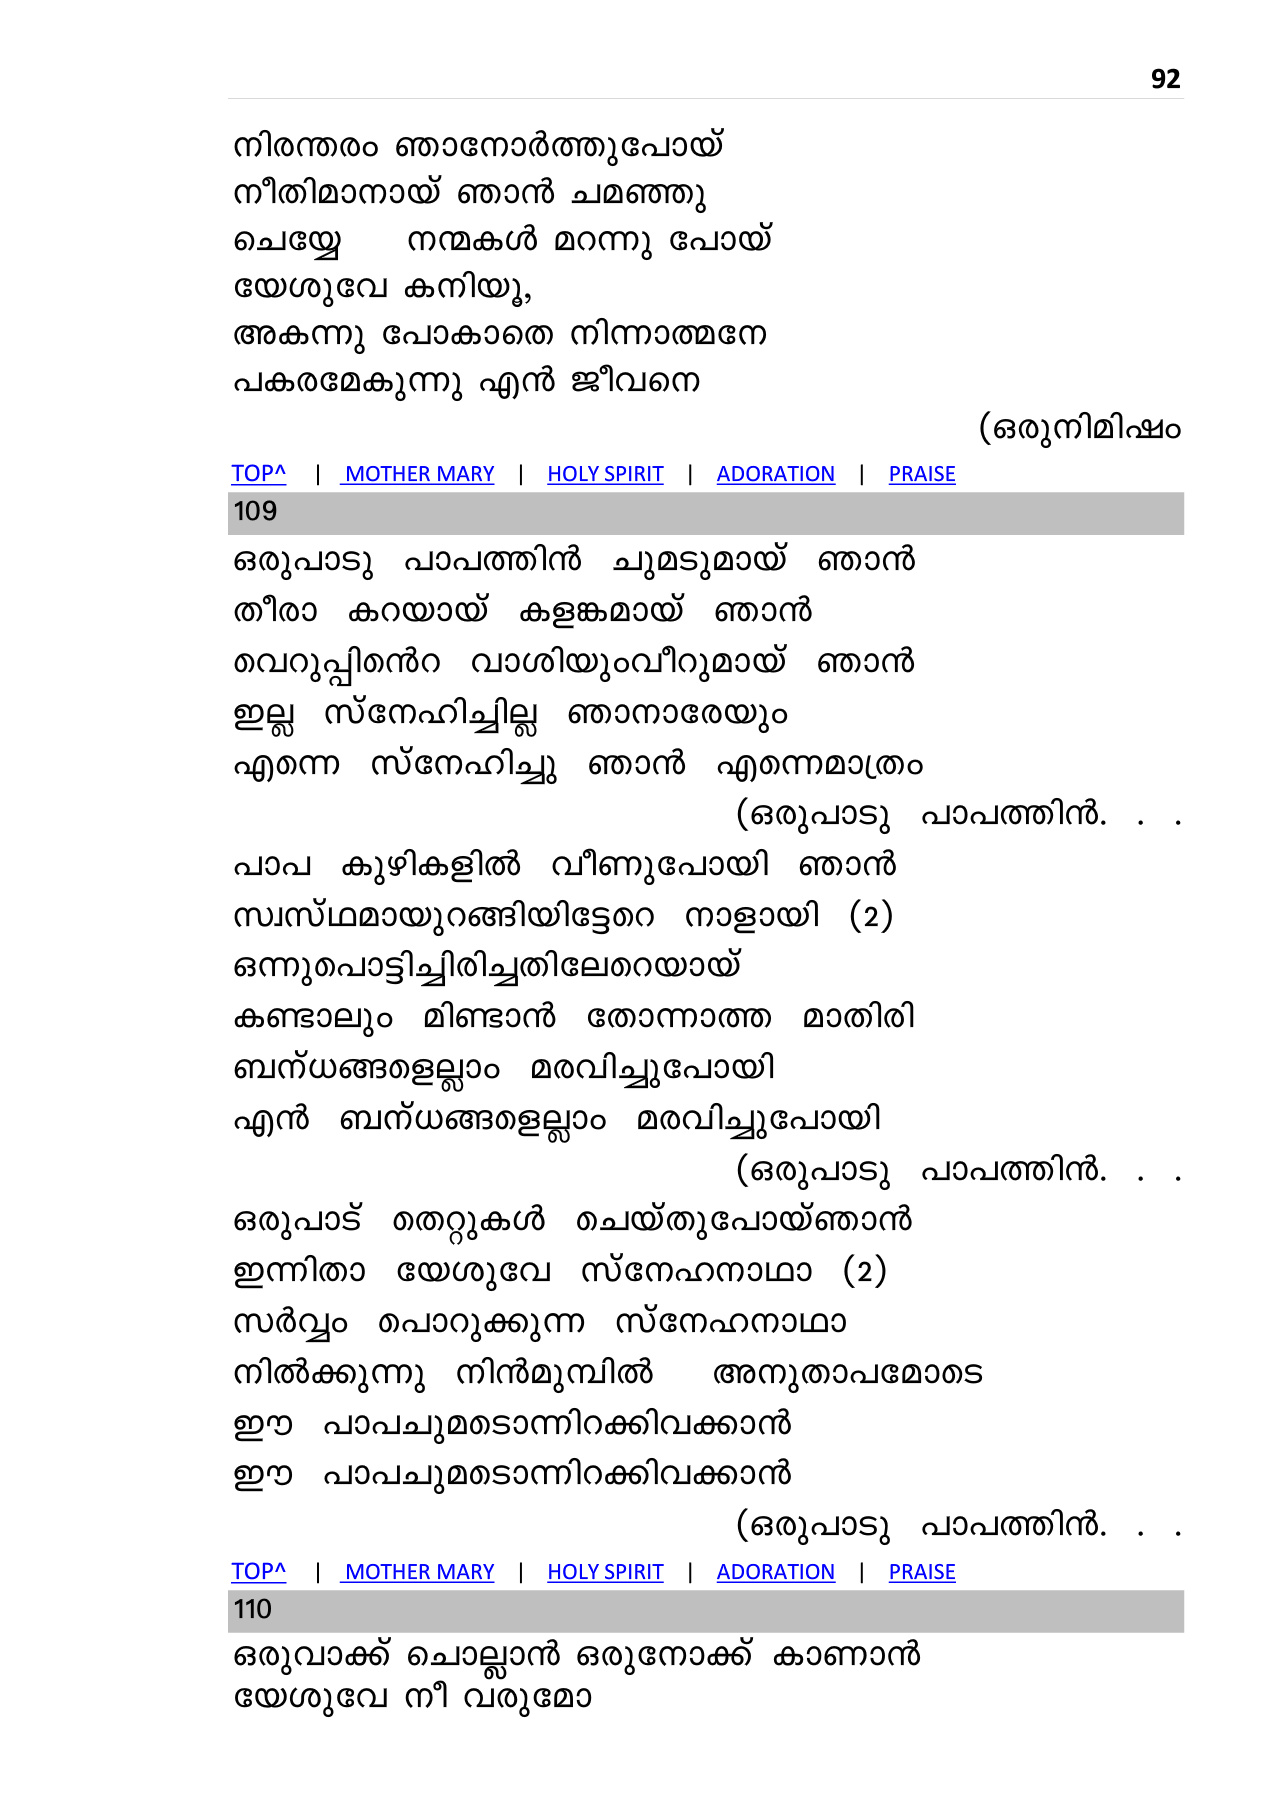 92
നിരന്തരം ഞാനോർത്തുപോയ്
നീതിമാനായ് ഞാൻ ചമഞ്ഞു
ചെയ്യേ നന്മകൾ മറന്നു പോയ്
യേശുവേ കനിയൂ,
അകന്നു പോകാതെ നിന്നാത്മനേ
പകരമേകുന്നു എൻ ജീവനെ
(ഒരുനിമിഷം
TOP^ | MOTHER MARY | HOLY SPIRIT | ADORATION | PRAISE
109
ഒരുപാടു പാപത്തിൻ ചുമടുമായ് ഞാൻ
തീരാ കറയായ് കളങ്കമായ് ഞാൻ
വെറുപ്പിൻെറ വാശിയുംവീറുമായ് ഞാൻ
ഇല്ല സ്നേഹിച്ചില്ല ഞാനാരേയും
എന്നെ സ്നേഹിച്ചു ഞാൻ എന്നെമാത്രം
(ഒരുപാടു പാപത്തിൻ. . .
പാപ കുഴികളിൽ വീണുപോയി ഞാൻ
സ്വസ്ഥമായുറങ്ങിയിട്ടേറെ നാളായി (2)
ഒന്നുപൊട്ടിച്ചിരിച്ചതിലേറെയായ്
കണ്ടാലും മിണ്ടാൻ തോന്നാത്ത മാതിരി
ബന്ധങ്ങളെല്ലാം മരവിച്ചുപോയി
എൻ ബന്ധങ്ങളെല്ലാം മരവിച്ചുപോയി
(ഒരുപാടു പാപത്തിൻ. . .
ഒരുപാട് തെറ്റുകൾ ചെയ്തുപോയ്ഞാൻ
ഇന്നിതാ യേശുവേ സ്നേഹനാഥാ (2)
സർവ്വം പൊറുക്കുന്ന സ്നേഹനാഥാ
നിൽക്കുന്നു നിൻമുമ്പിൽ അനുതാപമോടെ
ഈ പാപചുമടൊന്നിറക്കിവക്കാൻ
ഈ പാപചുമടൊന്നിറക്കിവക്കാൻ
(ഒരുപാടു പാപത്തിൻ. . .
TOP^ | MOTHER MARY | HOLY SPIRIT | ADORATION | PRAISE
110
ഒരുവാക്ക് ചൊല്ലാൻ ഒരുനോക്ക് കാണാൻ
യേശുവേ നീ വരുമോ